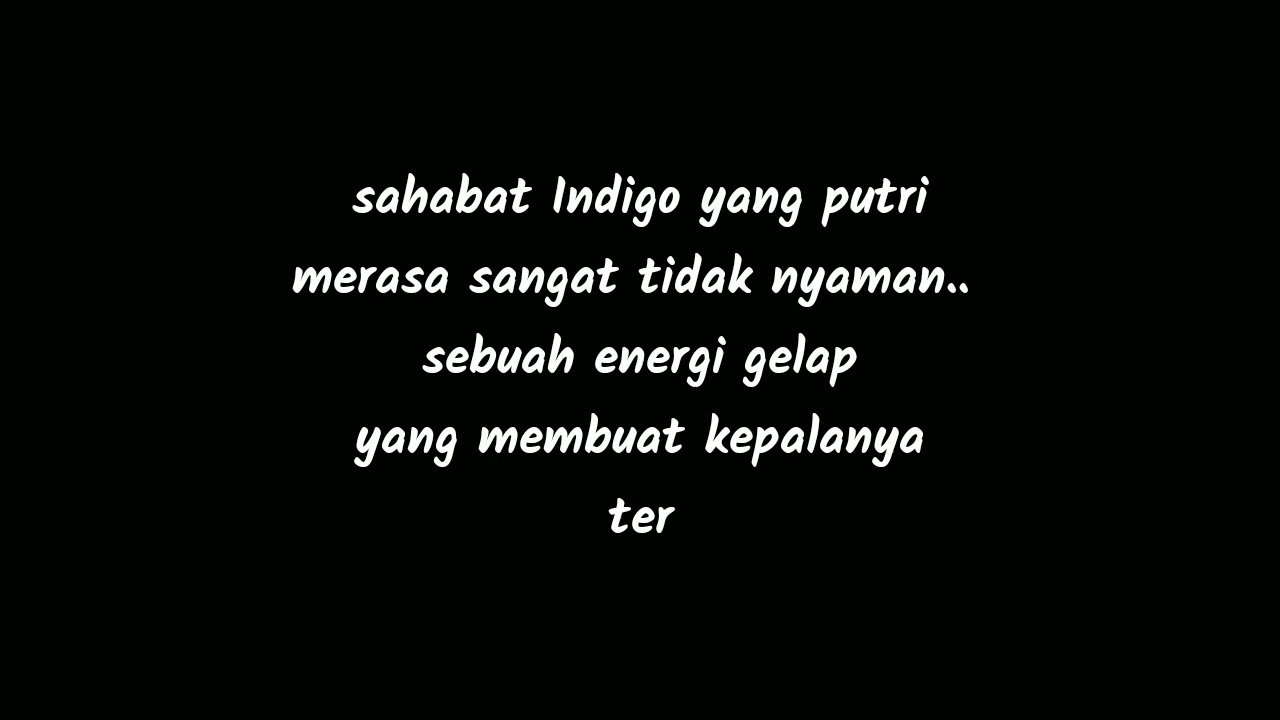 sahabat Indigo yang putri
merasa sangat tidak nyaman..
sebuah energi gelap
yang membuat kepalanya
ter